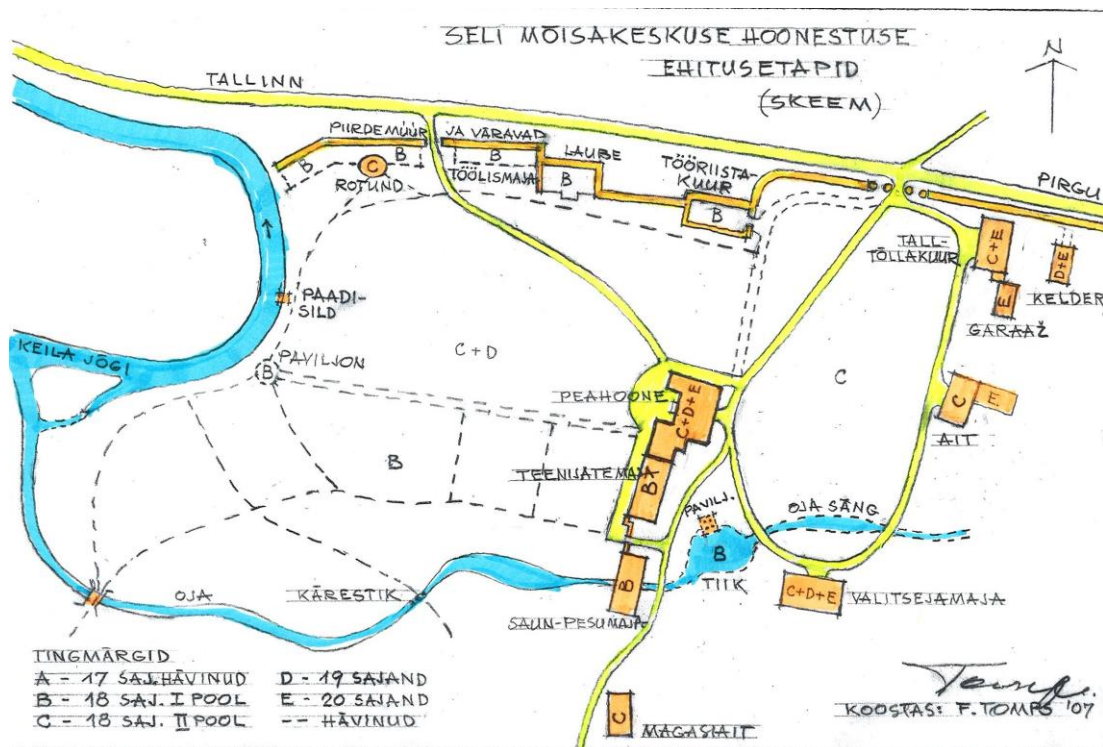 SELI MÕISAKESKUSE HOONESTUSE
EHITUSETAPID
(SKEEM)
N
TALLINN
PIIRDEMÜÜR
JA VÄRAVAD
B
B
B
C
ROTUND
TÖÖLISMAJA
LAUBE
B
TÖÖRIISTA-
KUUR
B
PIRGU
TALL-
TÕLLAKUUR
C+E
D+E
KELDER
E
GARAAŽ
PAADI-
SILD
KEILA JÕGI
PAVILJON
B
C+D
C
PEAHOONE
C+D+E
C
E
AIT
B
TEENIJATEMAJA
PAVILJ.
OJA SÄNG
B
TIIK
B
SAUN-PESUMAJA
C+D+E
VALITSEJAMAJA
OJA
KÄRESTIK
C
MAGASIAIT
TINGMÄRGID
A - 17 SAJ. HÄVINUD
B - 18 SAJ. I POOL
C - 18 SAJ. II POOL
D - 19 SAJAND
E - 20 SAJAND
-- HÄVINUD
KOOSTAS: F. TOMPS '07